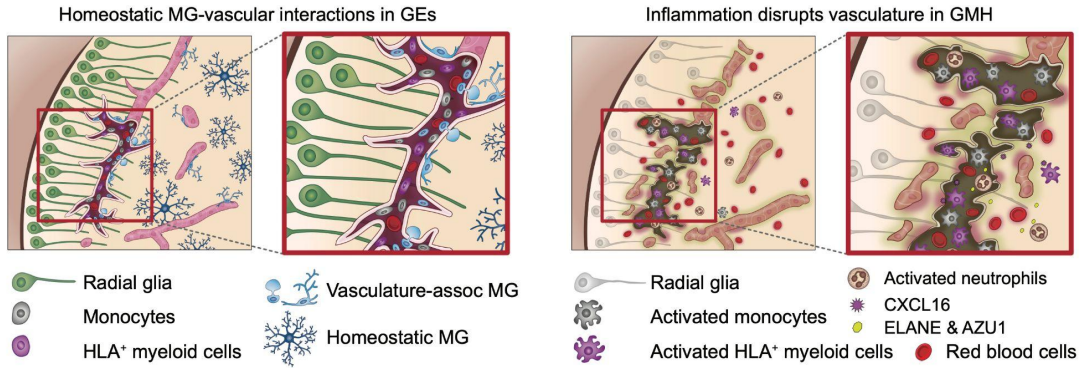 Homeostatic MG-vascular interactions in GEs
Radial glia
Monocytes
HLA⁺ myeloid cells
Vasculature-assoc MG
Homeostatic MG
Inflammation disrupts vasculature in GMH
Radial glia
Activated monocytes
Activated HLA⁺ myeloid cells
Activated neutrophils
CXCL16
ELANE & AZU1
Red blood cells